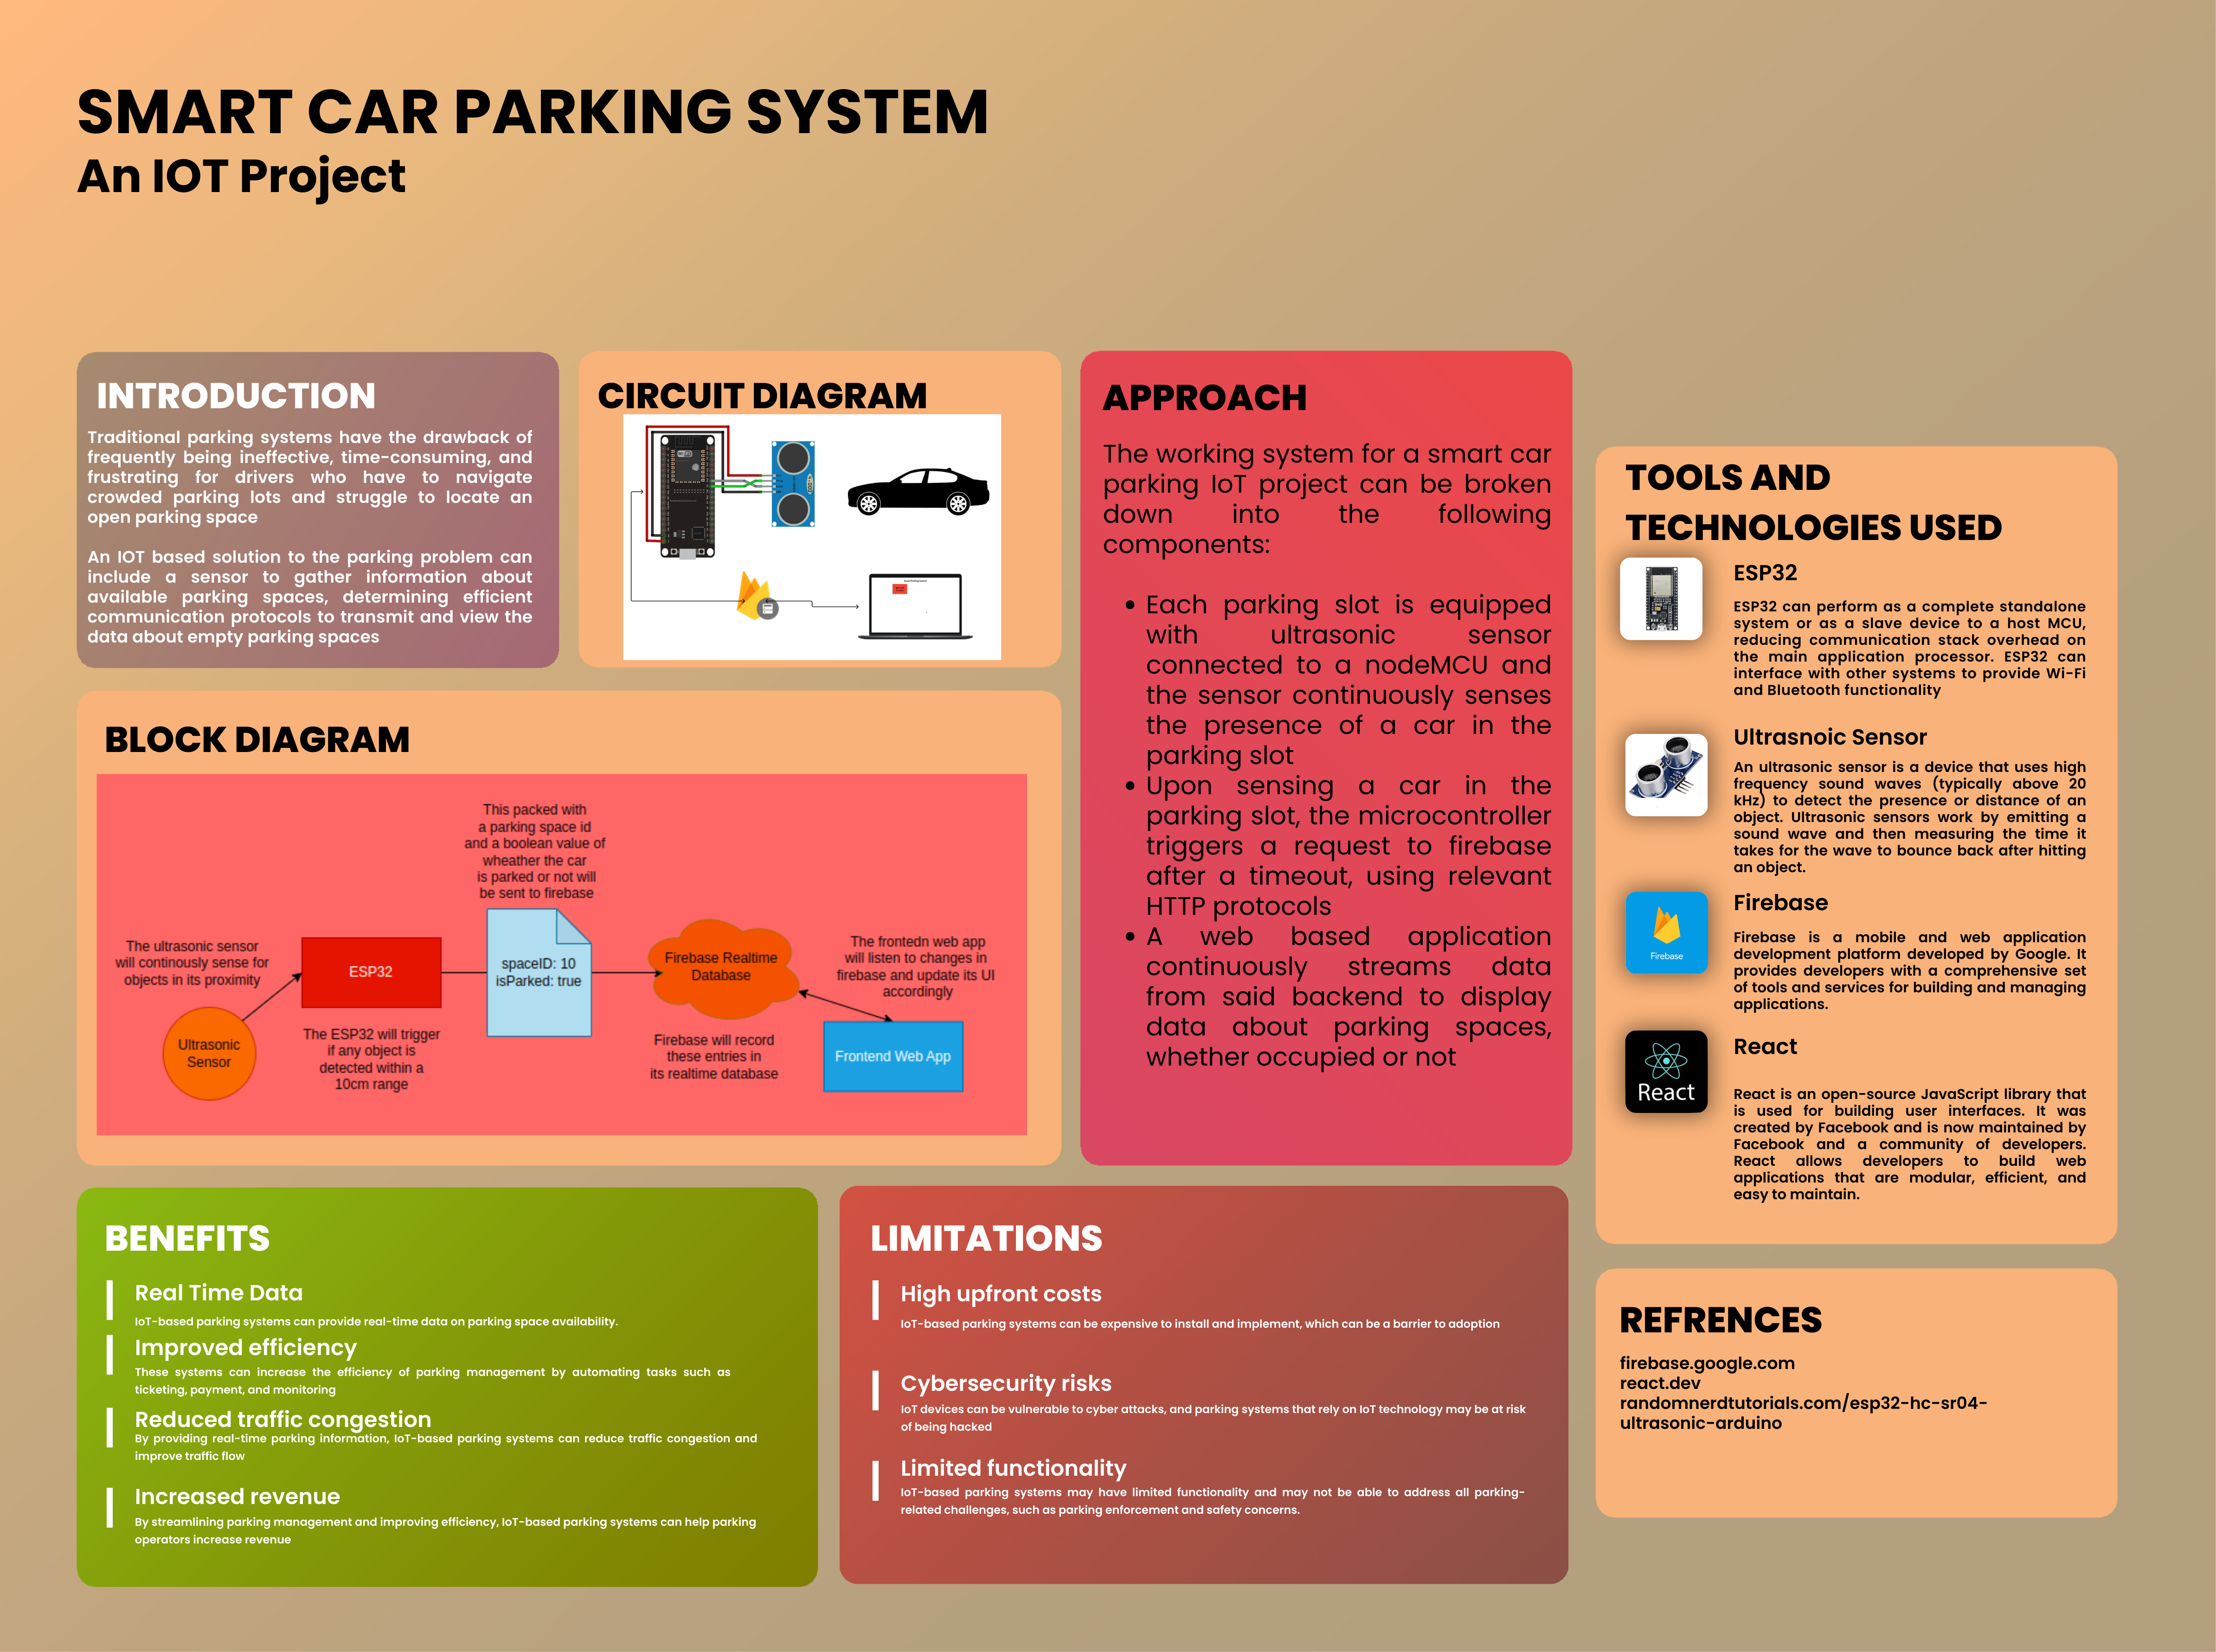 SMART CAR PARKING SYSTEM
An IOT Project
INTRODUCTION
Traditional parking systems have the drawback of
frequently being ineffective, time-consuming, and
frustrating for drivers who have to navigate
crowded parking lots and struggle to locate an
open parking space
An IOT based solution to the parking problem can
include a sensor to gather information about
available parking spaces, determining efficient
communication protocols to transmit and view the
data about empty parking spaces
CIRCUIT DIAGRAM
BLOCK DIAGRAM
This packed with
a parking space id
and a boolean value of
wheather the car
is parked or not will
be sent to firebase
The ultrasonic sensor
will continously sense for
objects in its proximity
ESP32
spaceID: 10
isParked: true
Firebase Realtime
Database
The frontedn web app
will listen to changes in
firebase and update its UI
accordingly
Ultrasonic
Sensor
The ESP32 will trigger
if any object is
detected within a
10cm range
Firebase will record
these entries in
its realtime database
Frontend Web App
APPROACH
The working system for a smart car
parking IoT project can be broken
down into the following
components:
• Each parking slot is equipped
with ultrasonic sensor
connected to a nodeMCU and
the sensor continuously senses
the presence of a car in the
parking slot
• Upon sensing a car in the
parking slot, the microcontroller
triggers a request to firebase
after a timeout, using relevant
HTTP protocols
• A web based application
continuously streams data
from said backend to display
data about parking spaces,
whether occupied or not
TOOLS AND
TECHNOLOGIES USED
ESP32
ESP32 can perform as a complete standalone
system or as a slave device to a host MCU,
reducing communication stack overhead on
the main application processor. ESP32 can
interface with other systems to provide Wi-Fi
and Bluetooth functionality
Ultrasnoic Sensor
An ultrasonic sensor is a device that uses high
frequency sound waves (typically above 20
kHz) to detect the presence or distance of an
object. Ultrasonic sensors work by emitting a
sound wave and then measuring the time it
takes for the wave to bounce back after hitting
an object.
Firebase
Firebase
Firebase is a mobile and web application
development platform developed by Google. It
provides developers with a comprehensive set
of tools and services for building and managing
applications.
React
React
React is an open-source JavaScript library that
is used for building user interfaces. It was
created by Facebook and is now maintained by
Facebook and a community of developers.
React allows developers to build web
applications that are modular, efficient, and
easy to maintain.
BENEFITS
Real Time Data
IoT-based parking systems can provide real-time data on parking space availability.
Improved efficiency
These systems can increase the efficiency of parking management by automating tasks such as
ticketing, payment, and monitoring
Reduced traffic congestion
By providing real-time parking information, IoT-based parking systems can reduce traffic congestion and
improve traffic flow
Increased revenue
By streamlining parking management and improving efficiency, IoT-based parking systems can help parking
operators increase revenue
LIMITATIONS
High upfront costs
IoT-based parking systems can be expensive to install and implement, which can be a barrier to adoption
Cybersecurity risks
IoT devices can be vulnerable to cyber attacks, and parking systems that rely on IoT technology may be at risk
of being hacked
Limited functionality
IoT-based parking systems may have limited functionality and may not be able to address all parking-
related challenges, such as parking enforcement and safety concerns.
REFRENCES
firebase.google.com
react.dev
randomnerdtutorials.com/esp32-hc-sr04-
ultrasonic-arduino